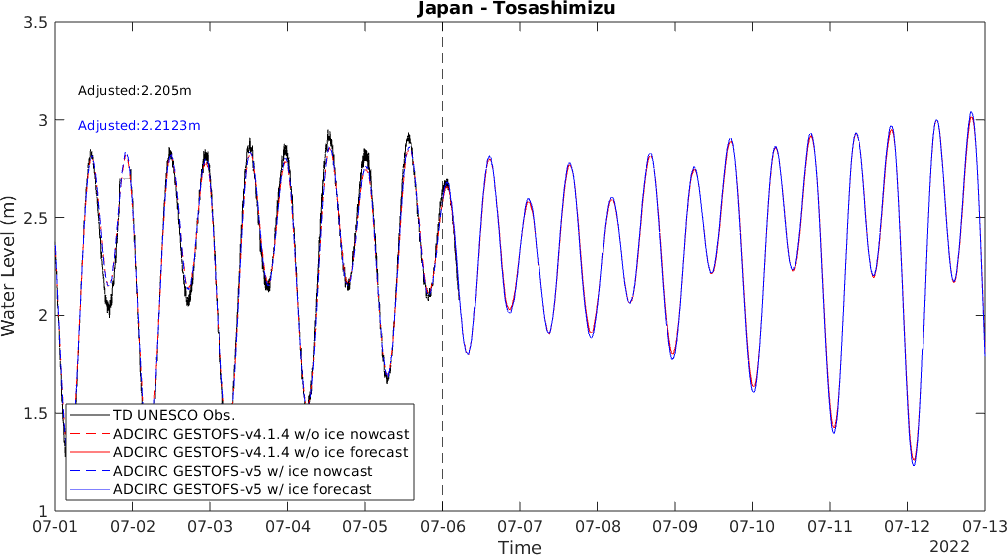 Japan - Tosashimizu
3.5
3
2.5
2
1.5
1
Water Level (m)
Adjusted:2.205m
Adjusted:2.2123m
TD UNESCO Obs.
ADCIRC GESTOFS-v4.1.4 w/o ice nowcast
ADCIRC GESTOFS-v4.1.4 w/o ice forecast
ADCIRC GESTOFS-v5 w/ ice nowcast
ADCIRC GESTOFS-v5 w/ ice forecast
07-01 07-02 07-03 07-04 07-05 07-06 07-07 07-08 07-09 07-10 07-11 07-12 07-13
Time
2022